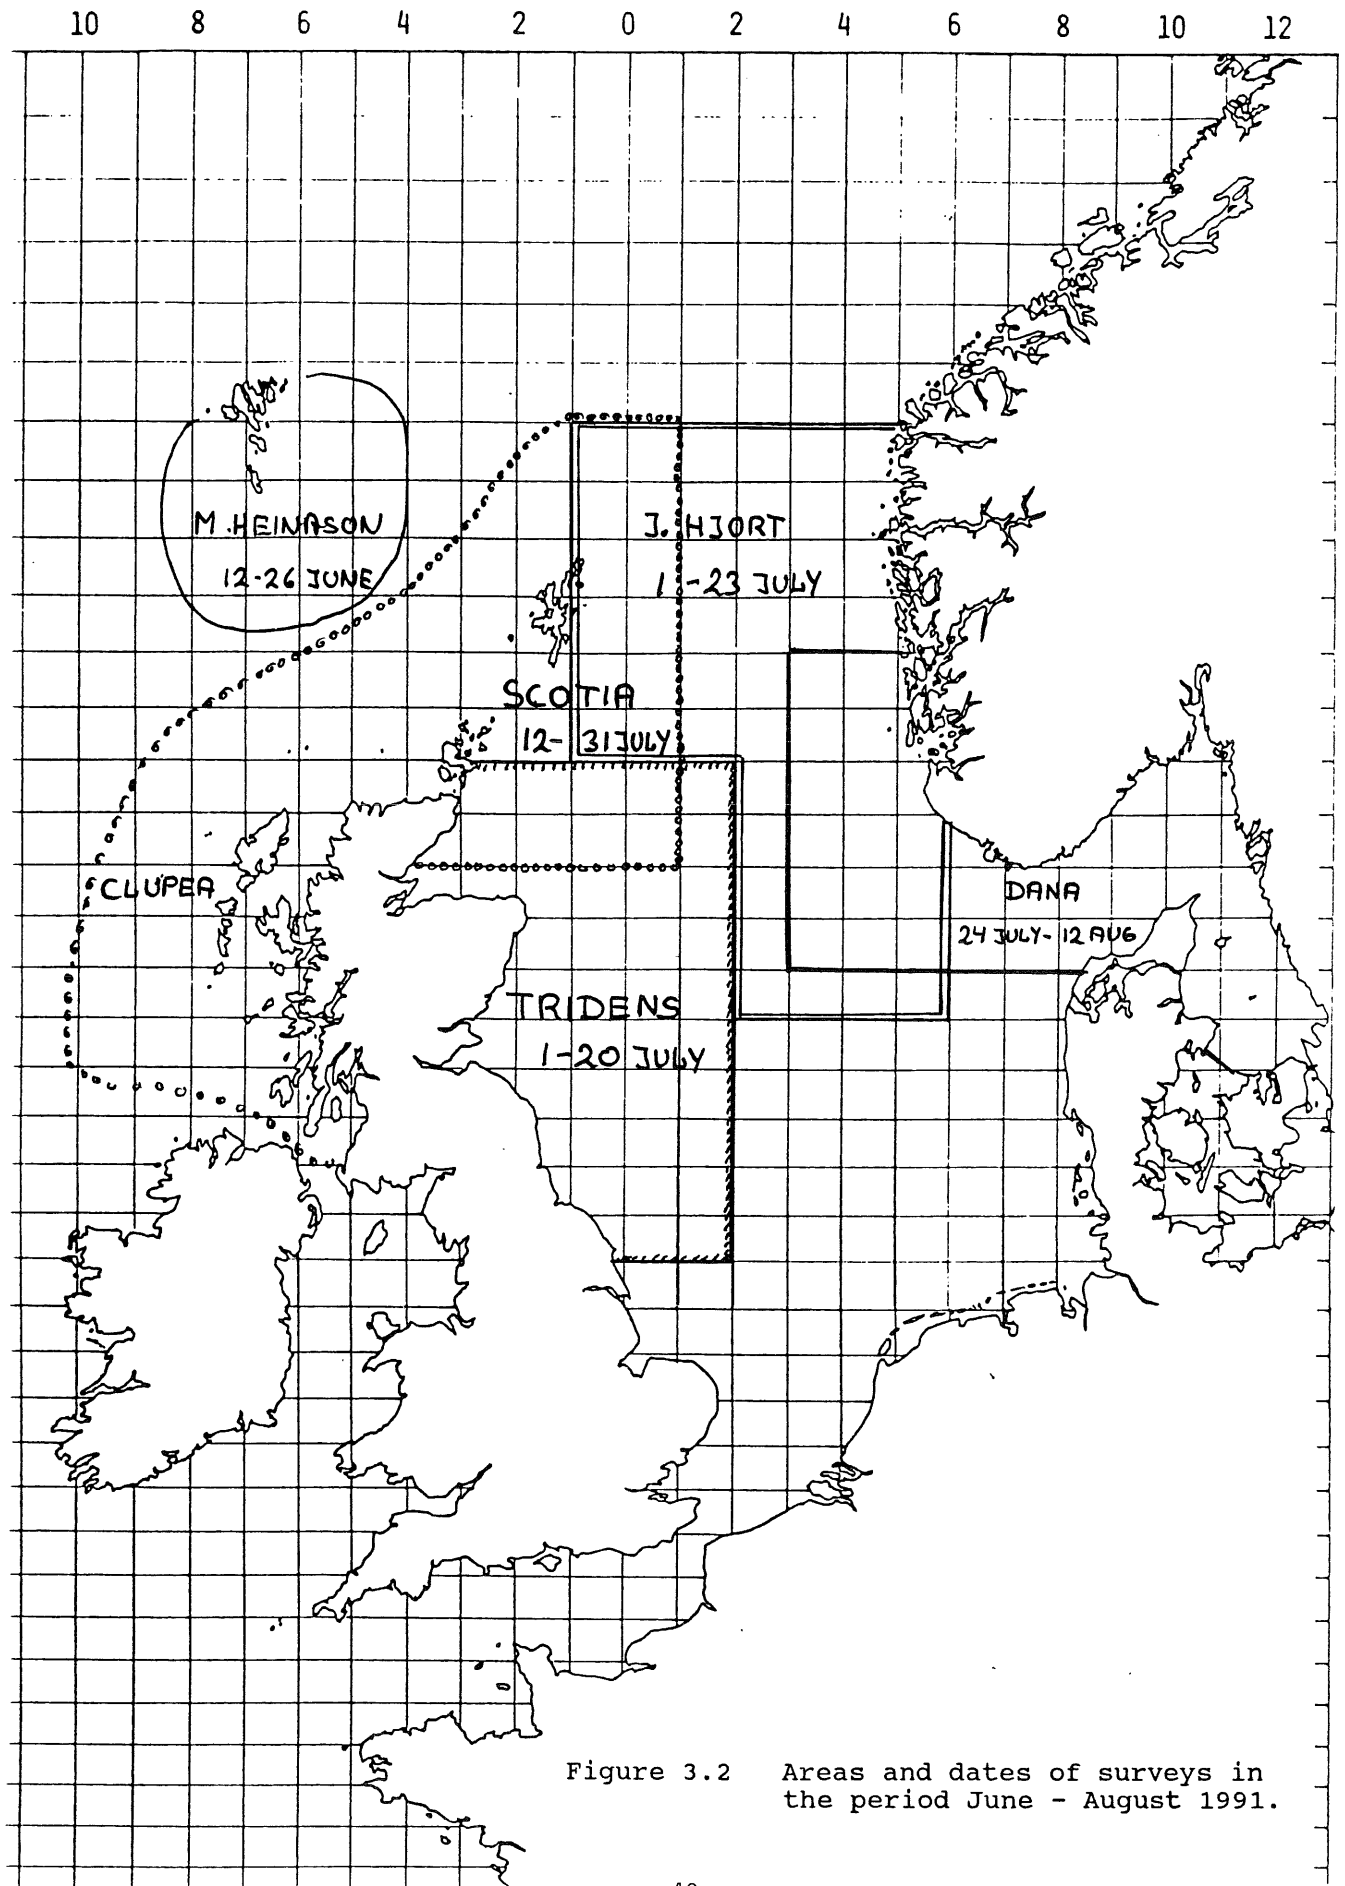 10 8 6 4 2 0 2 4 6 8 10 12
M.HEINASON
12-26 JUNE
J. HJORT
1-23 JULY
SCOTIA
12-31 JULY
CLUPEA
DANA
24 JULY-12 AUG
TRIDENS
1-20 JULY
Figure 3.2 Areas and dates of surveys in
the period June - August 1991.